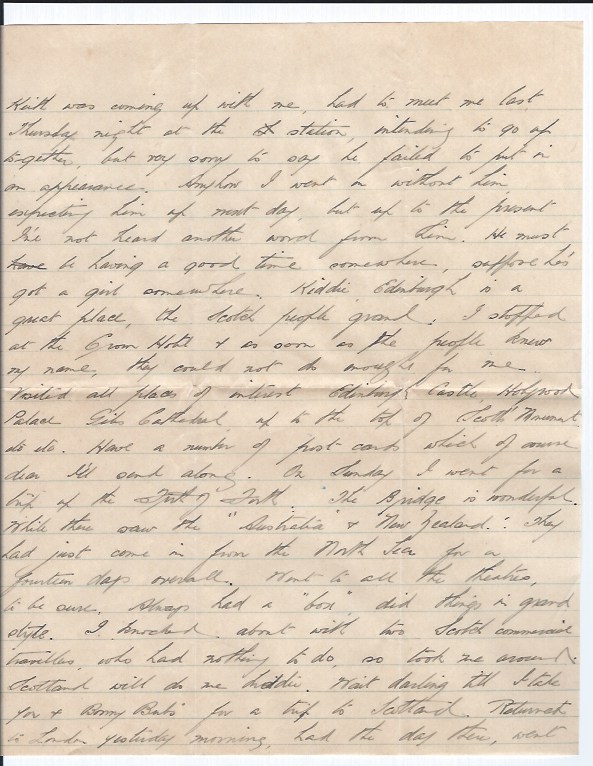 Keith was coming up with me, had to meet me last
Thursday night at the station, intending to go up
together, but very sorry to say he failed to put in
an appearance. Anyhow I went on without him,
expecting him up next day, but up to the present
I've not heard another word from him. He must
have be having a good time somewhere, suppose he's
got a girl somewhere. Kiddie, Edinburgh is a
great place, the Scotch people grand. I stopped
at the Hotel & as soon as the people knew
my name, they could not do enough for me.
Visited all places of interest Edinburgh Castle, Holyrood
Palace Giles Cathedral up to the top of Scott Monument
etc etc. Have a number of post cards which of course
dear I'll send along. On Sunday I went for a
trip up the Firth of Forth. The Bridge is wonderful.
While there saw the "Australia" & "New Zealand". They
had just come in from the North Sea for a
fourteen days overall. Went to all the theatres,
to be sure. Always had a "box", did things in grand
style. I knocked about with two Scotch commercial
travellers, who had nothing to do, so took me around.
Scotland will do me kiddie. Wait darling till I take
you & Bonny Bubs for a trip to Scotland. Returned
to London yesterday morning, had the day there, went